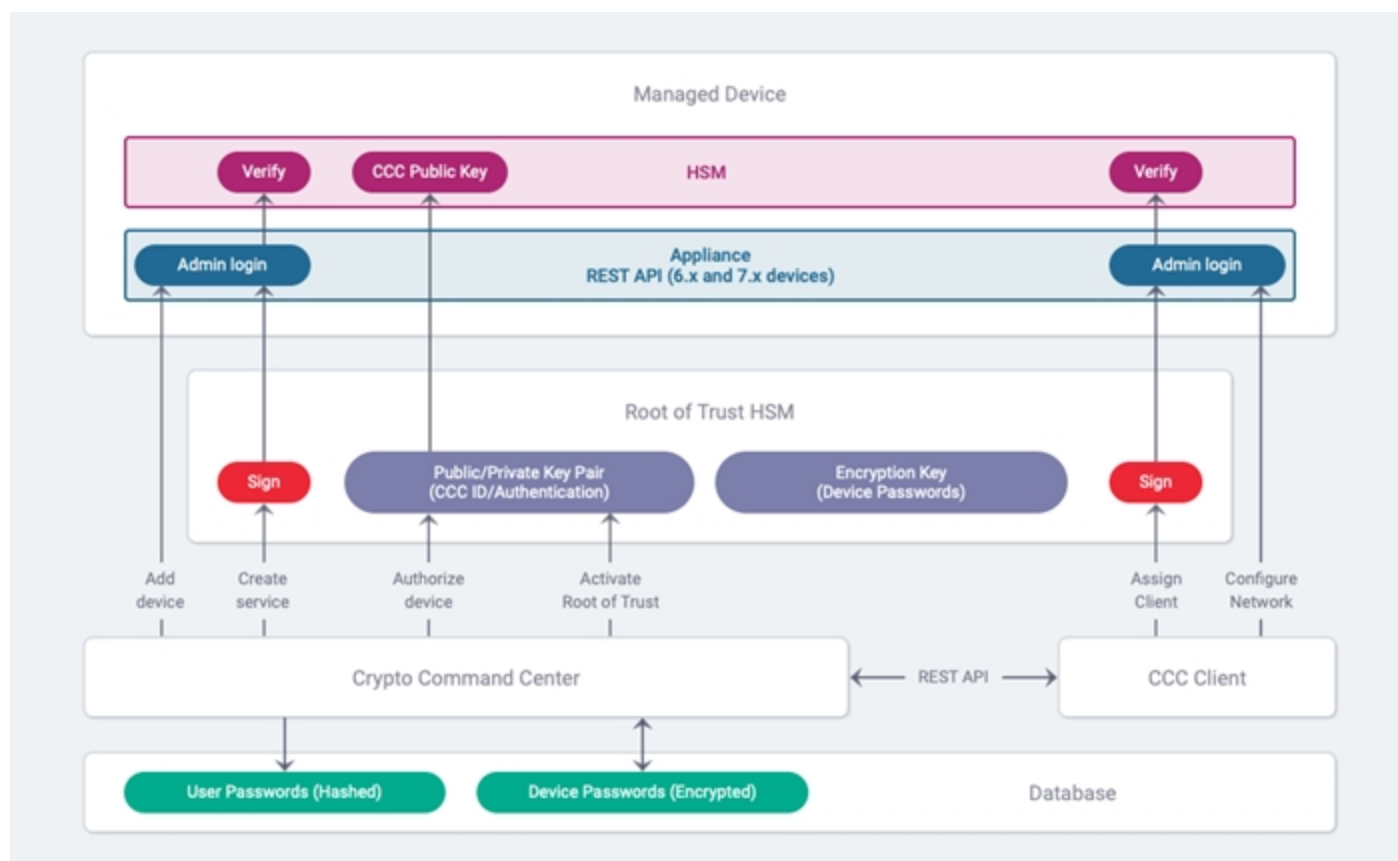 Managed Device
Verify
CCC Public Key
HSM
Verify
Admin login
Appliance
REST API (6.x and 7.x devices)
Admin login
Root of Trust HSM
Sign
Public/Private Key Pair
(CCC ID/Authentication)
Encryption Key
(Device Passwords)
Sign
Add
device
Create
service
Authorize
device
Activate
Root of Trust
Assign
Client
Configure
Network
Crypto Command Center
REST API
CCC Client
User Passwords (Hashed)
Device Passwords (Encrypted)
Database